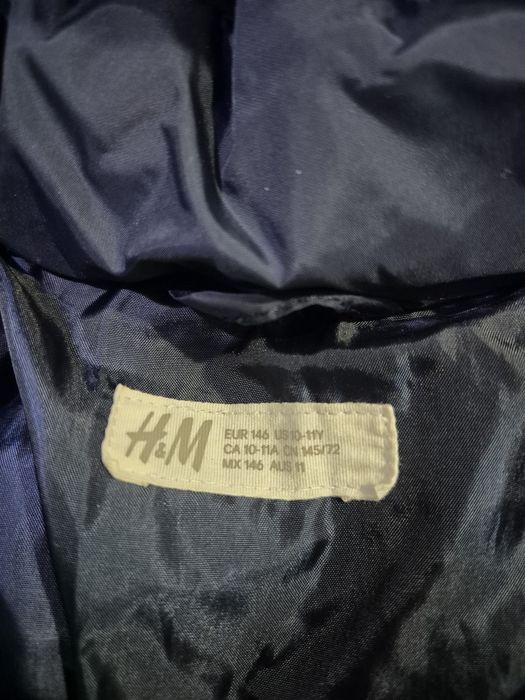 H&M
EUR 146 US 10-11Y
CA 10-11A CN 145/72
MX 146 AUS 11